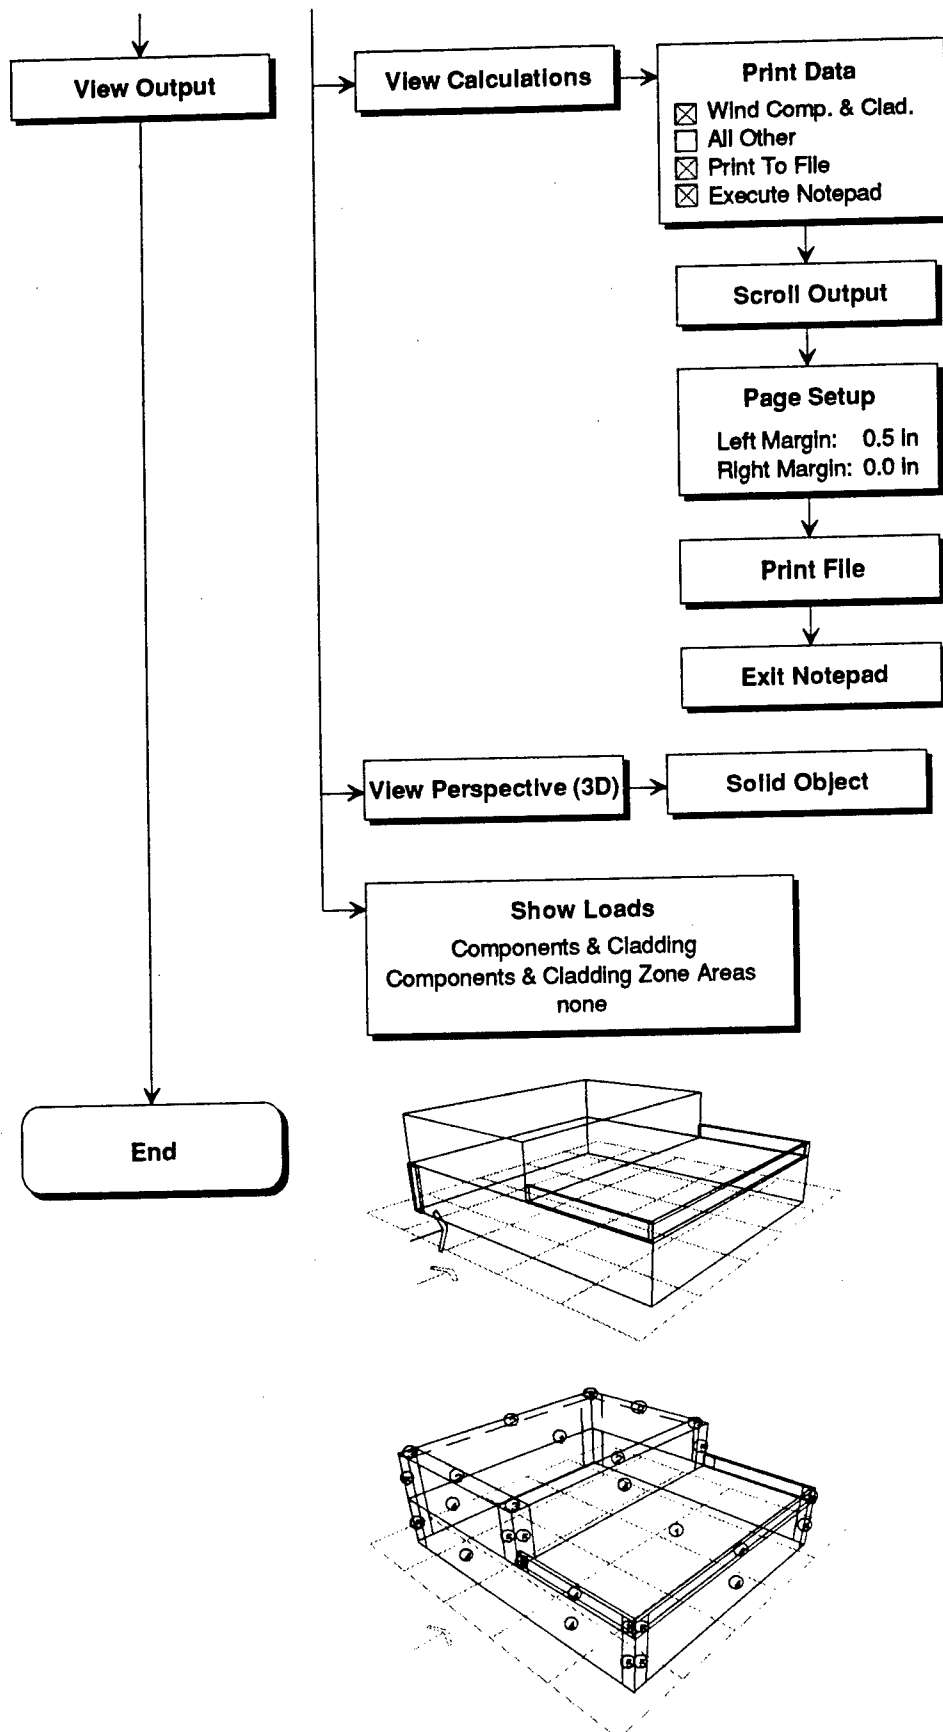 View Output
View Calculations
Print Data
Wind Comp. & Clad.
All Other
Print To File
Execute Notepad
Scroll Output
Page Setup
Left Margin: 0.5 in
Right Margin: 0.0 in
Print File
Exit Notepad
View Perspective (3D)
Solid Object
Show Loads
Components & Cladding
Components & Cladding Zone Areas
none
End